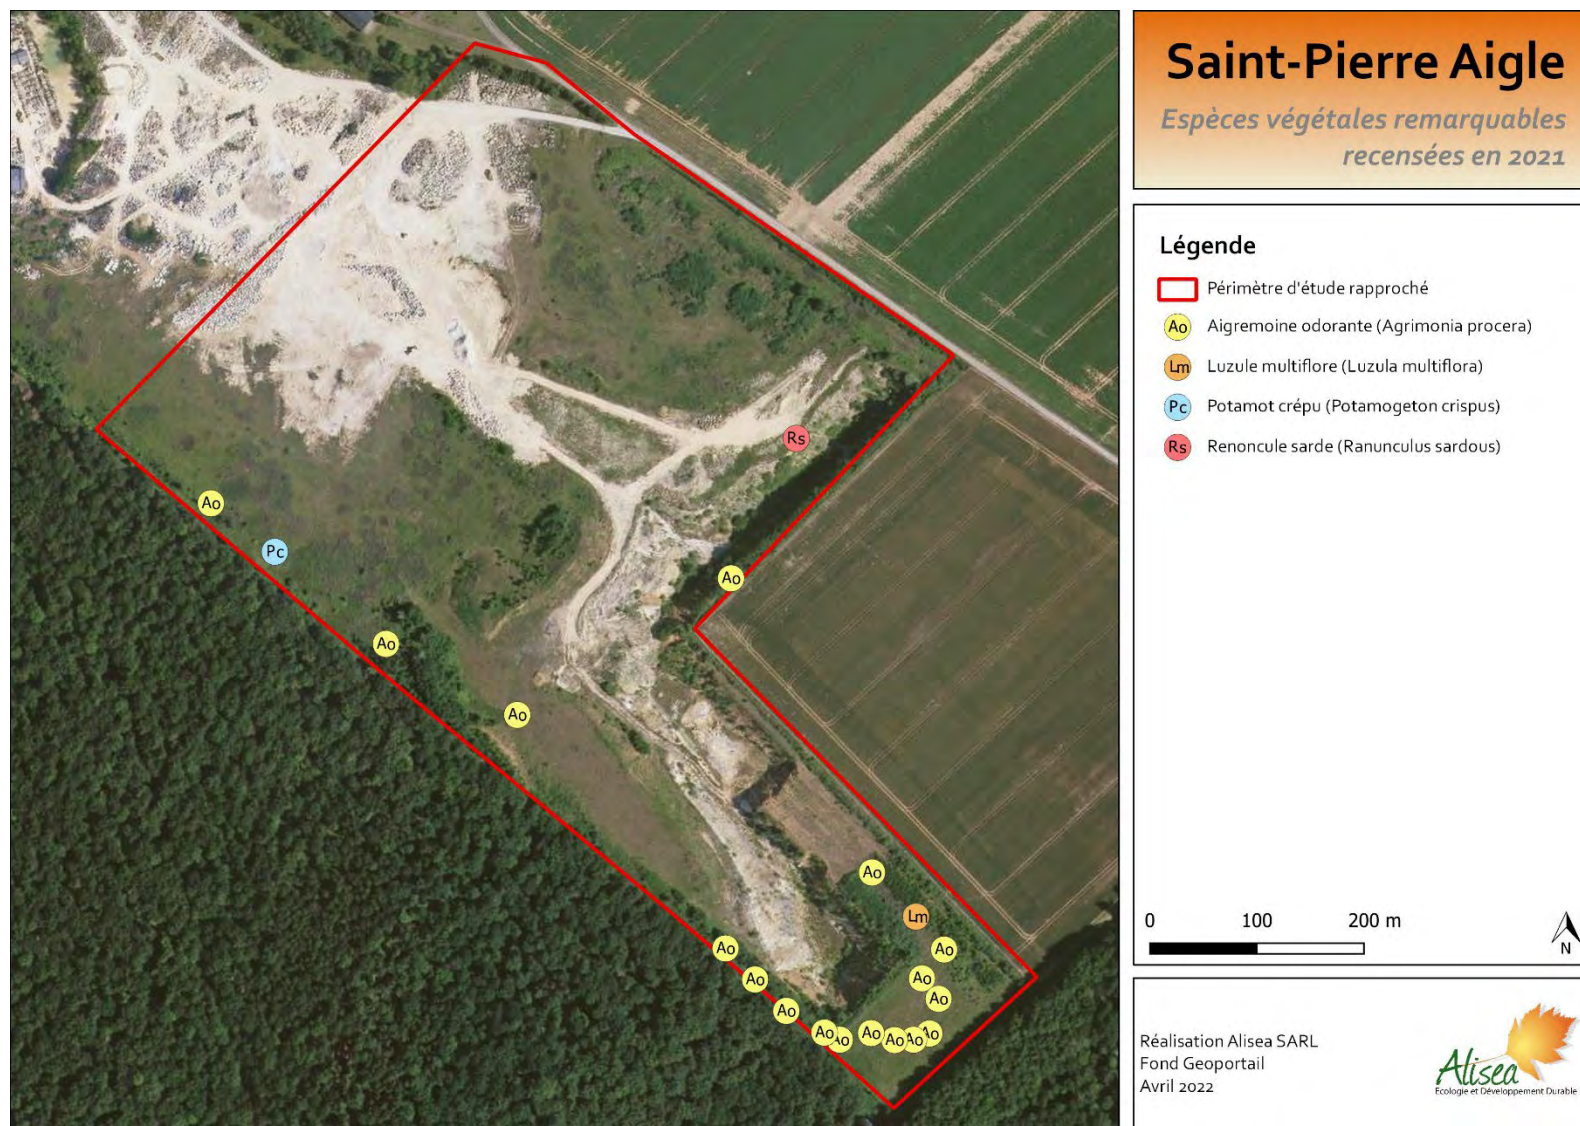 Saint-Pierre Aigle
Espèces végétales remarquables
recensées en 2021
Légende
Périmètre d'étude rapproché
Ao Aigremoine odorante (Agrimonia procera)
Lm Luzule multiflore (Luzula multiflora)
Pc Potamot crépu (Potamogeton crispus)
Rs Renoncule sarde (Ranunculus sardous)
0 100 200 m
N
Réalisation Alisea SARL
Fond Geoportail
Avril 2022
Alisea
Ecologie et Développement Durable
Rs
Ao
Pc
Ao
Ao
Ao
Ao
Lm
Ao
Ao
Ao
Ao
Ao
Ao
Ao
Ao
Ao
Ao
Ao
Ao